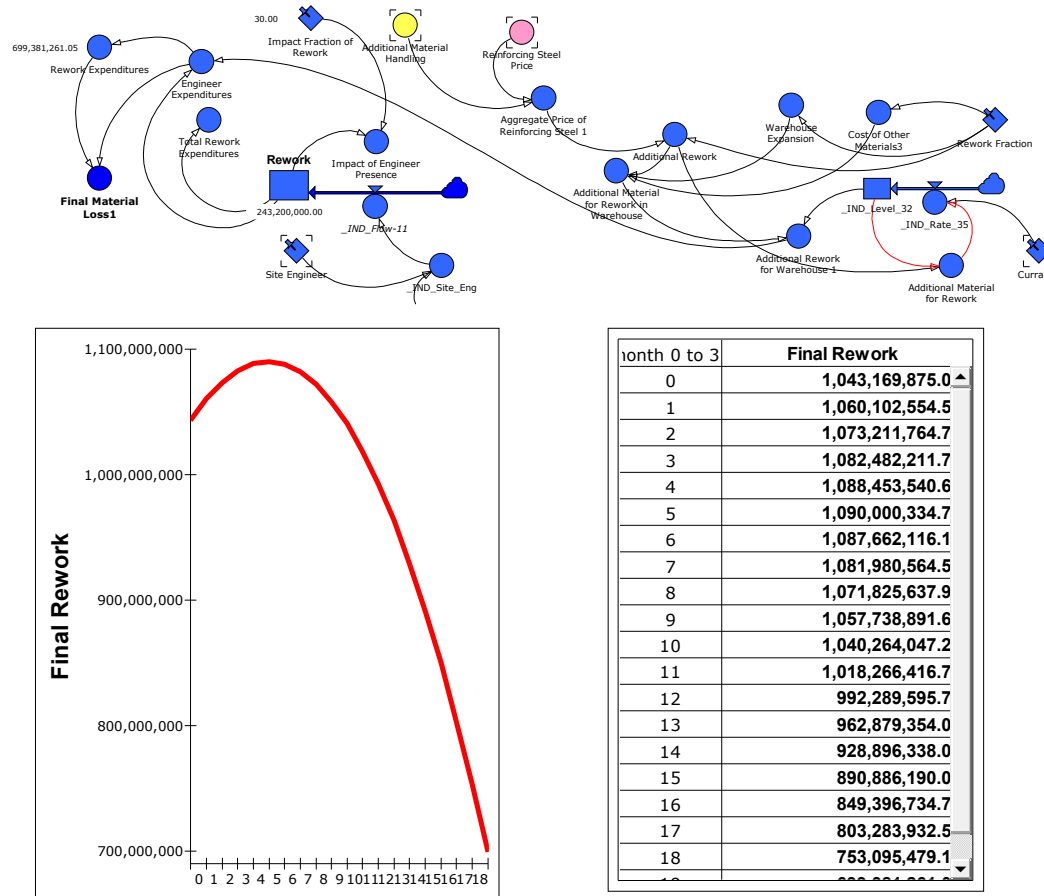 30.00
Impact Fraction of
Rework
Additional Material
Handling
Reinforcing Steel
Price
699,381,261.05
Rework Expenditures
Engineer
Expenditures
Aggregate Price of
Reinforcing Steel 1
Total Rework
Expenditures
Rework
Impact of Engineer
Presence
Additional Rework
Warehouse
Expansion
Cost of Other
Materials3
Rework Fraction
Final Material
Loss1
243,200,000.00
_IND_Flow-11
Additional Material
for Rework in
Warehouse
_IND_Level_32
_IND_Rate_35
Site Engineer
_IND_Site_Eng
Additional Rework
for Warehouse 1
Additional Material
for Rework
Curra
1,100,000,000
1,000,000,000
900,000,000
800,000,000
700,000,000
Final Rework
0 1 2 3 4 5 6 7 8 9 101112131415161718
onth 0 to 3 Final Rework
0 1,043,169,875.0
1 1,060,102,554.5
2 1,073,211,764.7
3 1,082,482,211.7
4 1,088,453,540.6
5 1,090,000,334.7
6 1,087,662,116.1
7 1,081,980,564.5
8 1,071,825,637.9
9 1,057,738,891.6
10 1,040,264,047.2
11 1,018,266,416.7
12 992,289,595.7
13 962,879,354.0
14 928,896,338.0
15 890,886,190.0
16 849,396,734.7
17 803,283,932.5
18 753,095,479.1